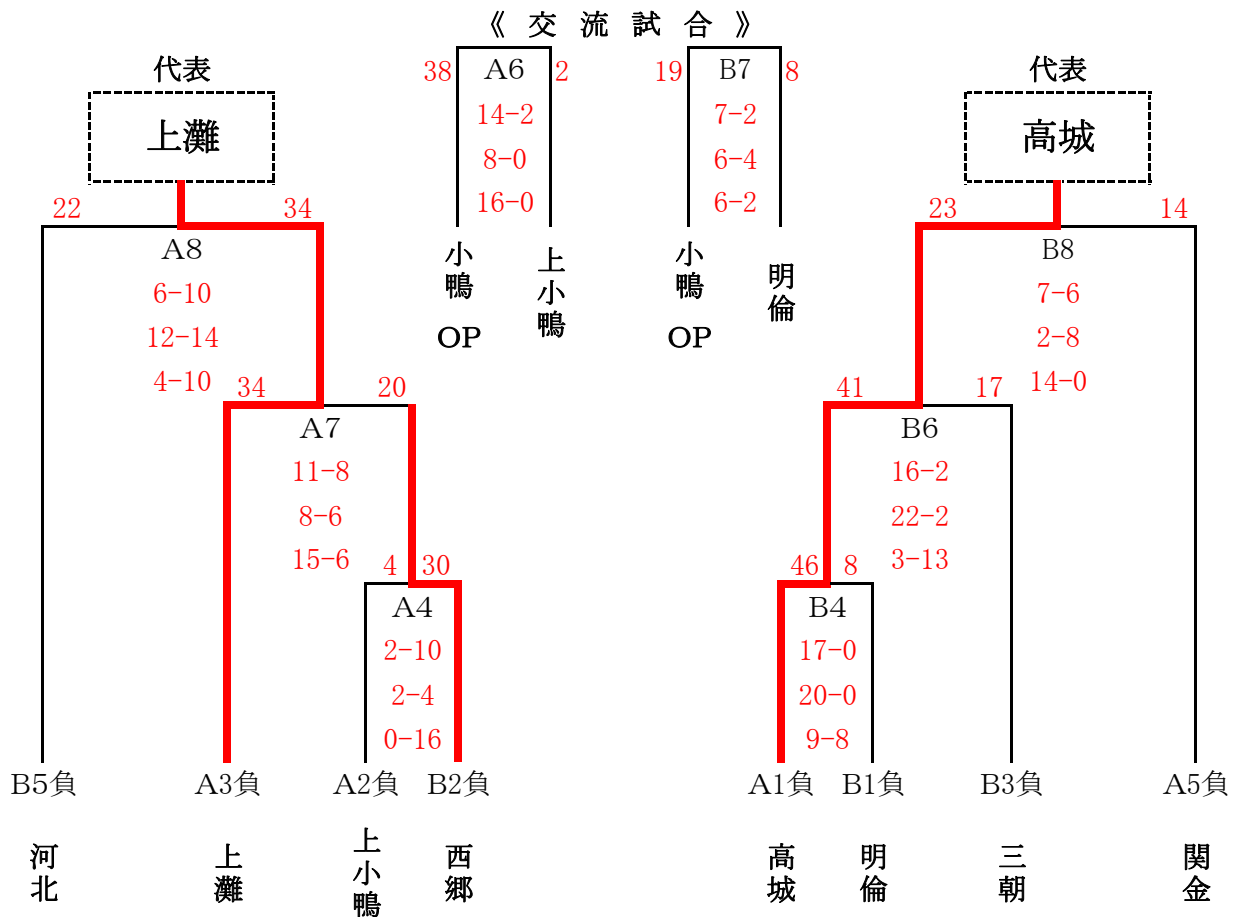 《 交 流 試 合 》
代表
上灘
38 A6 2
14-2
8-0
16-0
小鴨
OP
上小鴨
19 B7 8
7-2
6-4
6-2
小鴨
OP
明倫
代表
高城
22 34
A8
6-10
12-14
4-10
34 20
A7
11-8
8-6
15-6
4 30
A4
2-10
2-4
0-16
23 14
B8
7-6
2-8
14-0
41 17
B6
16-2
22-2
3-13
46 8
B4
17-0
20-0
9-8
B5負 A3負 A2負 B2負 A1負 B1負 B3負 A5負
河北 上灘 上小鴨 西郷 高城 明倫 三朝 関金